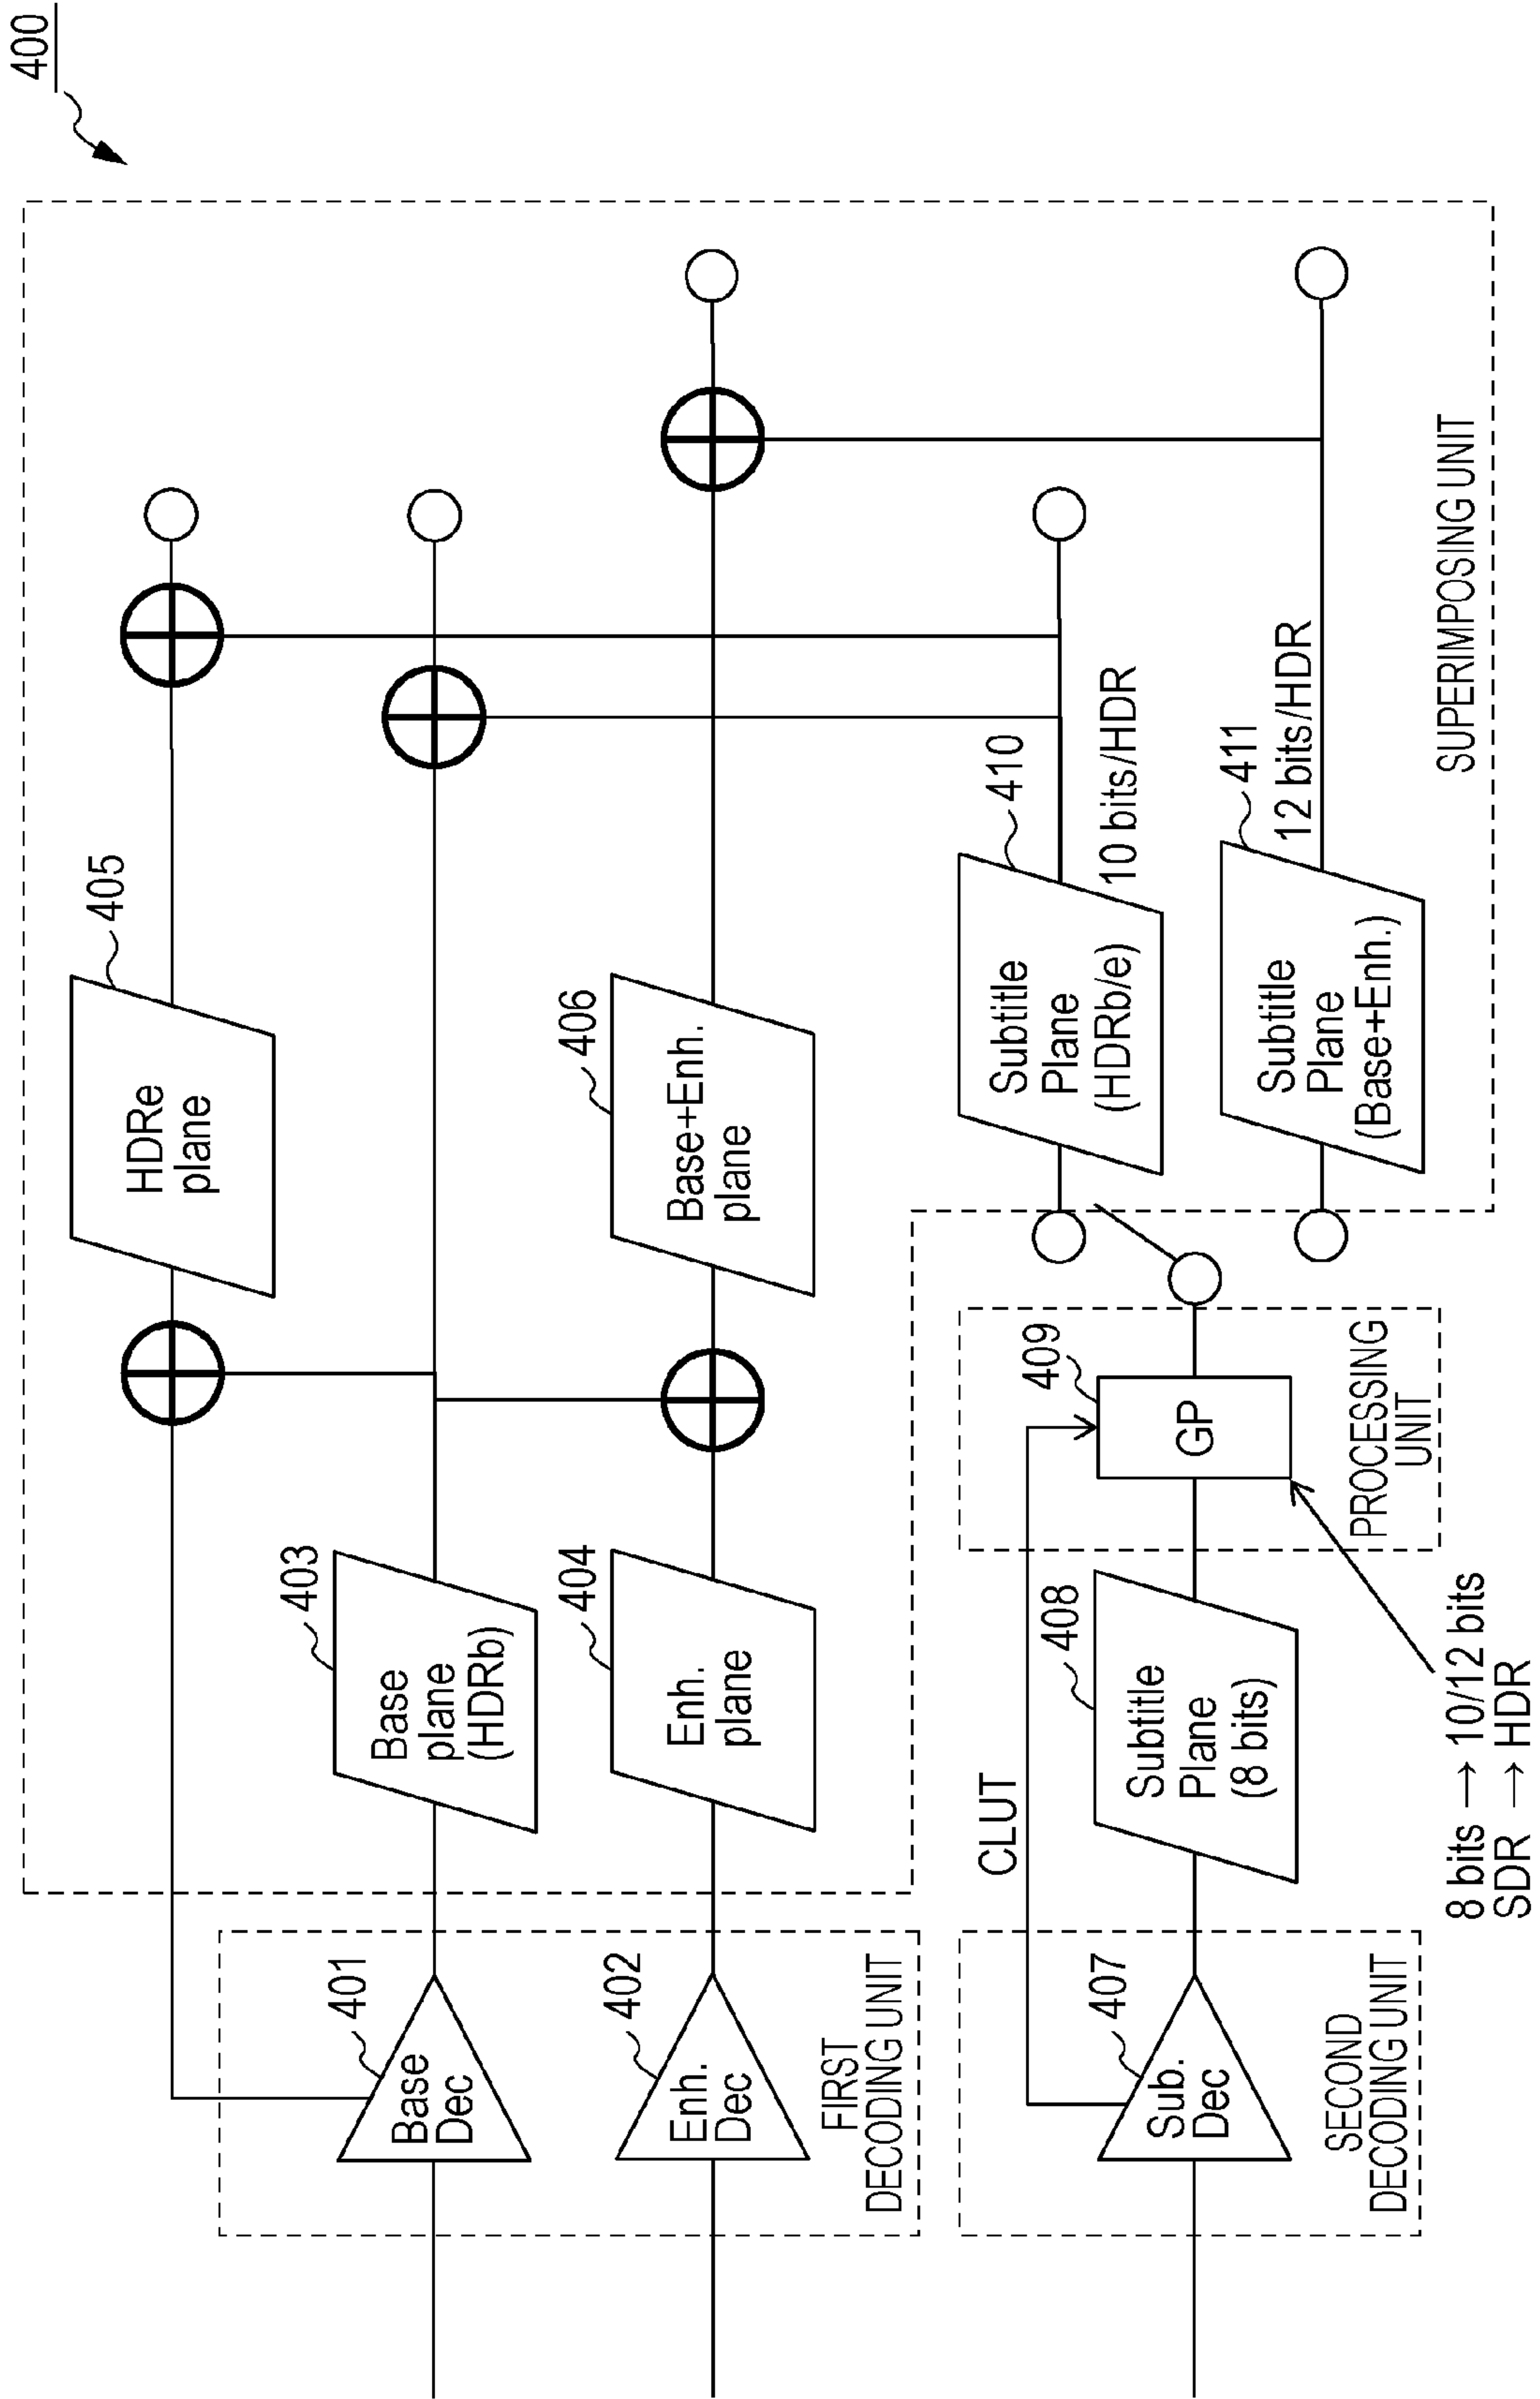 400
405
HDRe
plane
403
Base
plane
(HDRb)
401
Base
Dec
406
Base+Enh.
plane
404
Enh.
plane
402
Enh.
Dec
FIRST
DECODING UNIT
410
Subtitle
Plane
(HDRb/e)
10 bits/HDR
411
12 bits/HDR
Subtitle
Plane
(Base+Enh.)
SUPERIMPOSING UNIT
409
GP
PROCESSING
UNIT
CLUT
408
Subtitle
Plane
(8 bits)
407
Sub.
Dec
SECOND
DECODING UNIT
8 bits → 10/12 bits
SDR → HDR